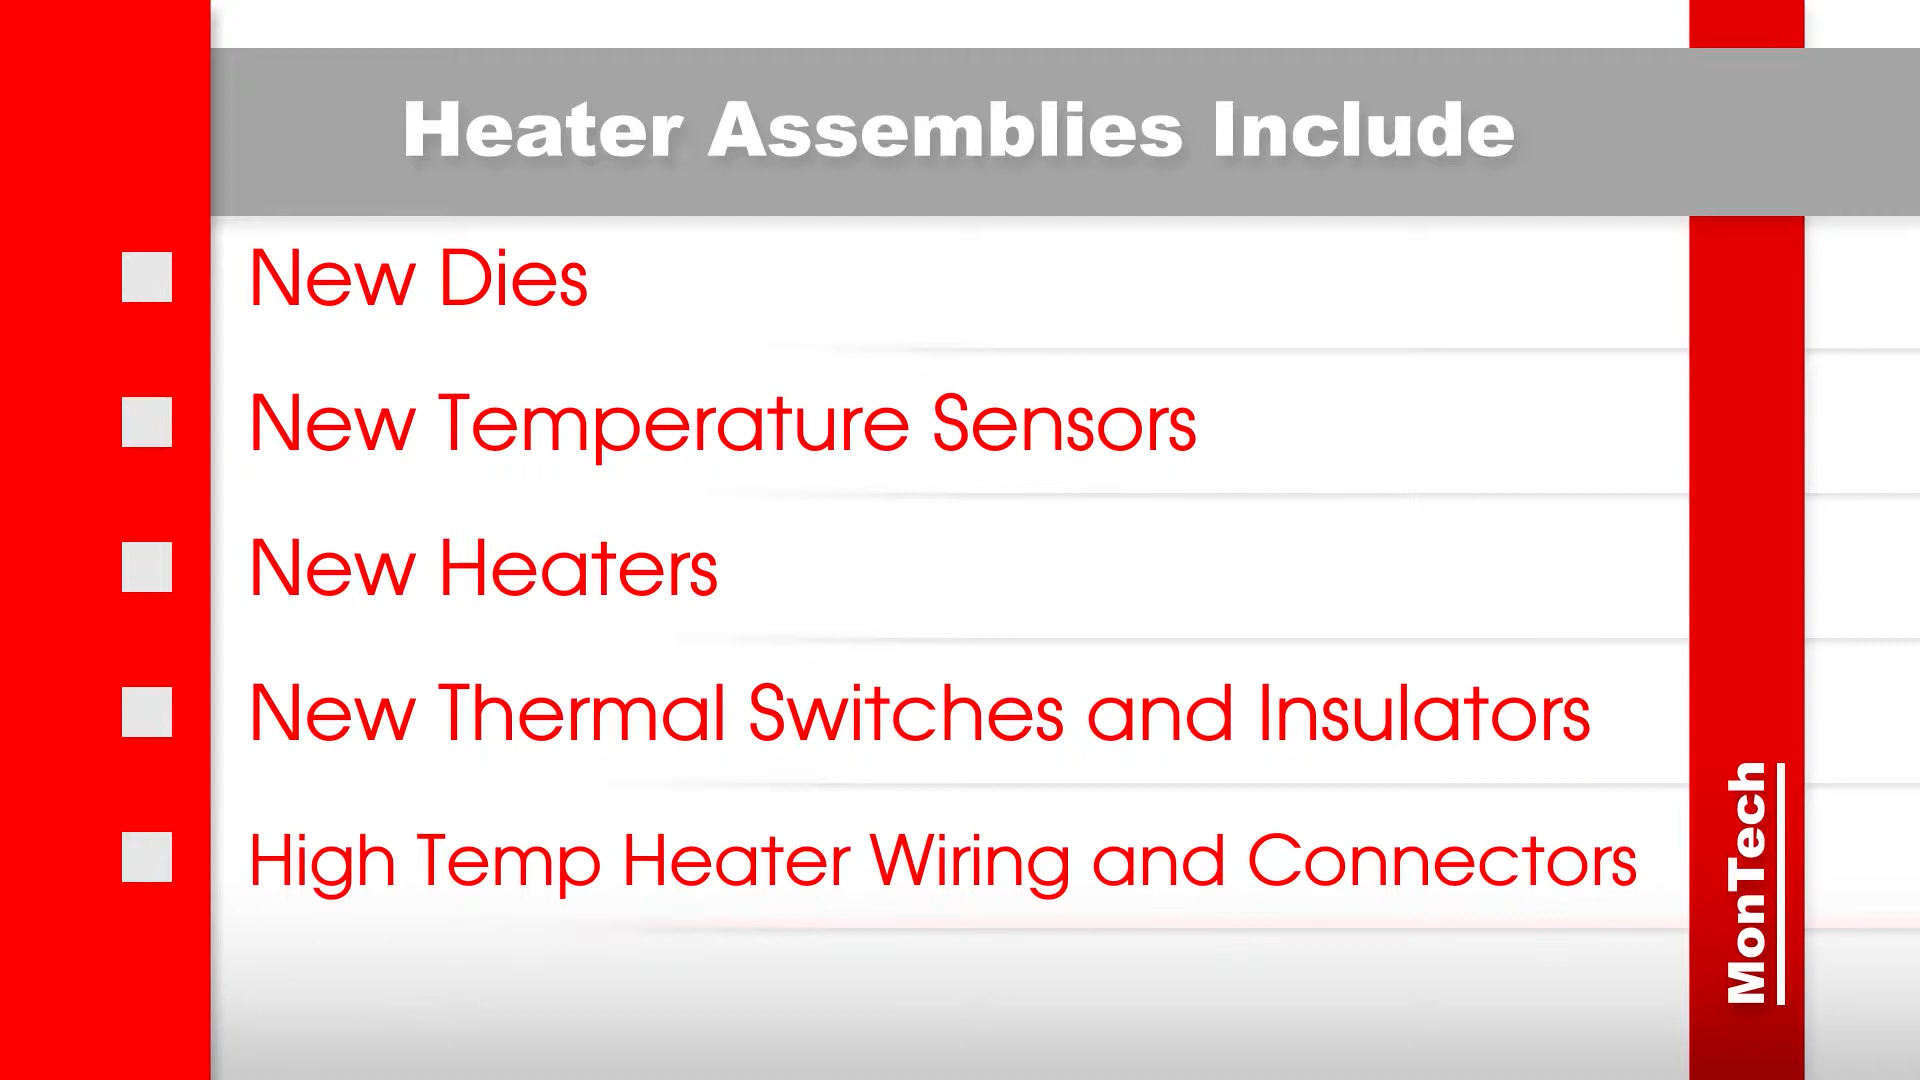 Heater Assemblies Include
New Dies
New Temperature Sensors
New Heaters
New Thermal Switches and Insulators
High Temp Heater Wiring and Connectors
MonTech